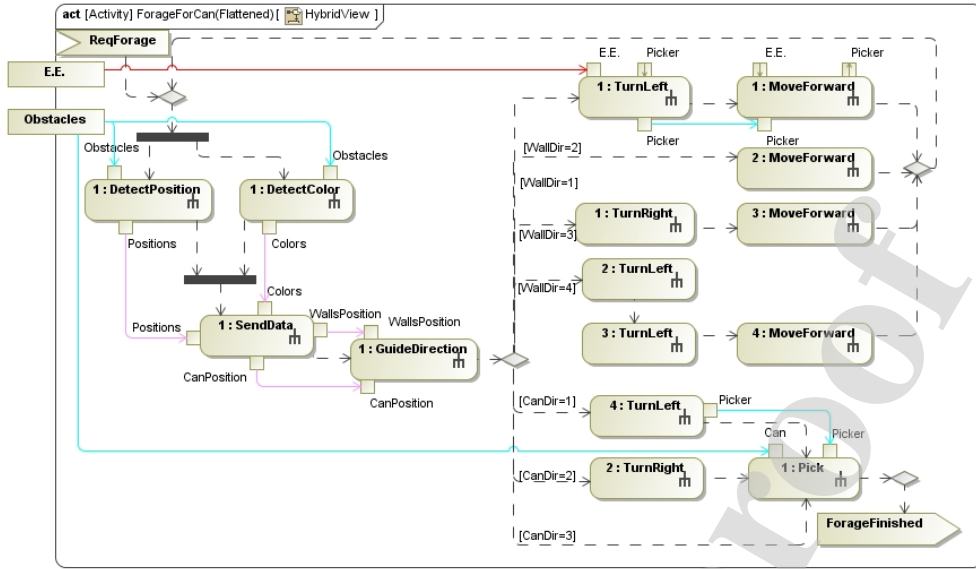 act [Activity] ForageForCan(Flattened)[ HybridView ]
ReqForage
E.E.
Obstacles
E.E.
Picker
E.E.
Picker
1 : TurnLeft
1 : MoveForward
Picker
Picker
Obstacles
Obstacles
[WallDir=2]
2 : MoveForward
[WallDir=1]
1 : DetectPosition
1 : DetectColor
1 : TurnRight
3 : MoveForward
[WallDir=3]
Positions
Colors
2 : TurnLeft
[WallDir=4]
Colors
Positions
1 : SendData
WallsPosition
WallsPosition
3 : TurnLeft
4 : MoveForward
1 : GuideDirection
CanPosition
CanPosition
[CanDir=1]
4 : TurnLeft
Picker
Can
Picker
[CanDir=2]
2 : TurnRight
1 : Pick
ForageFinished
[CanDir=3]
roof